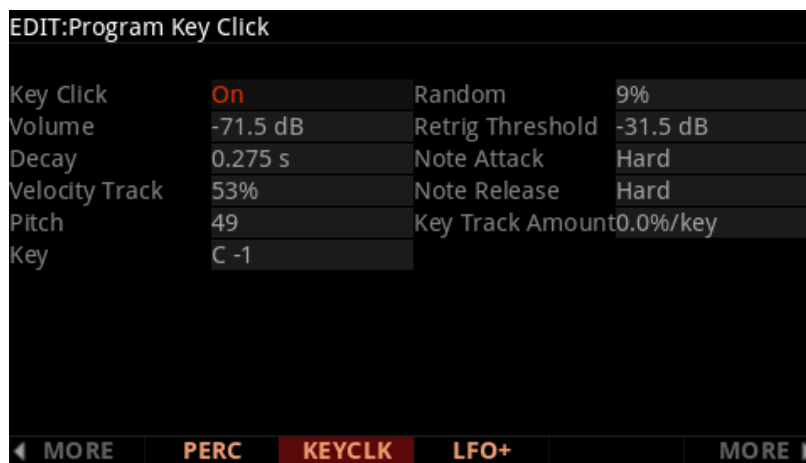 EDIT:Program Key Click
Key Click On Random 9%
Volume -71.5 dB Retrig Threshold -31.5 dB
Decay 0.275 s Note Attack Hard
Velocity Track 53% Note Release Hard
Pitch 49 Key Track Amount 0.0%/key
Key C -1
MORE PERC KEYCLK LFO+ MORE